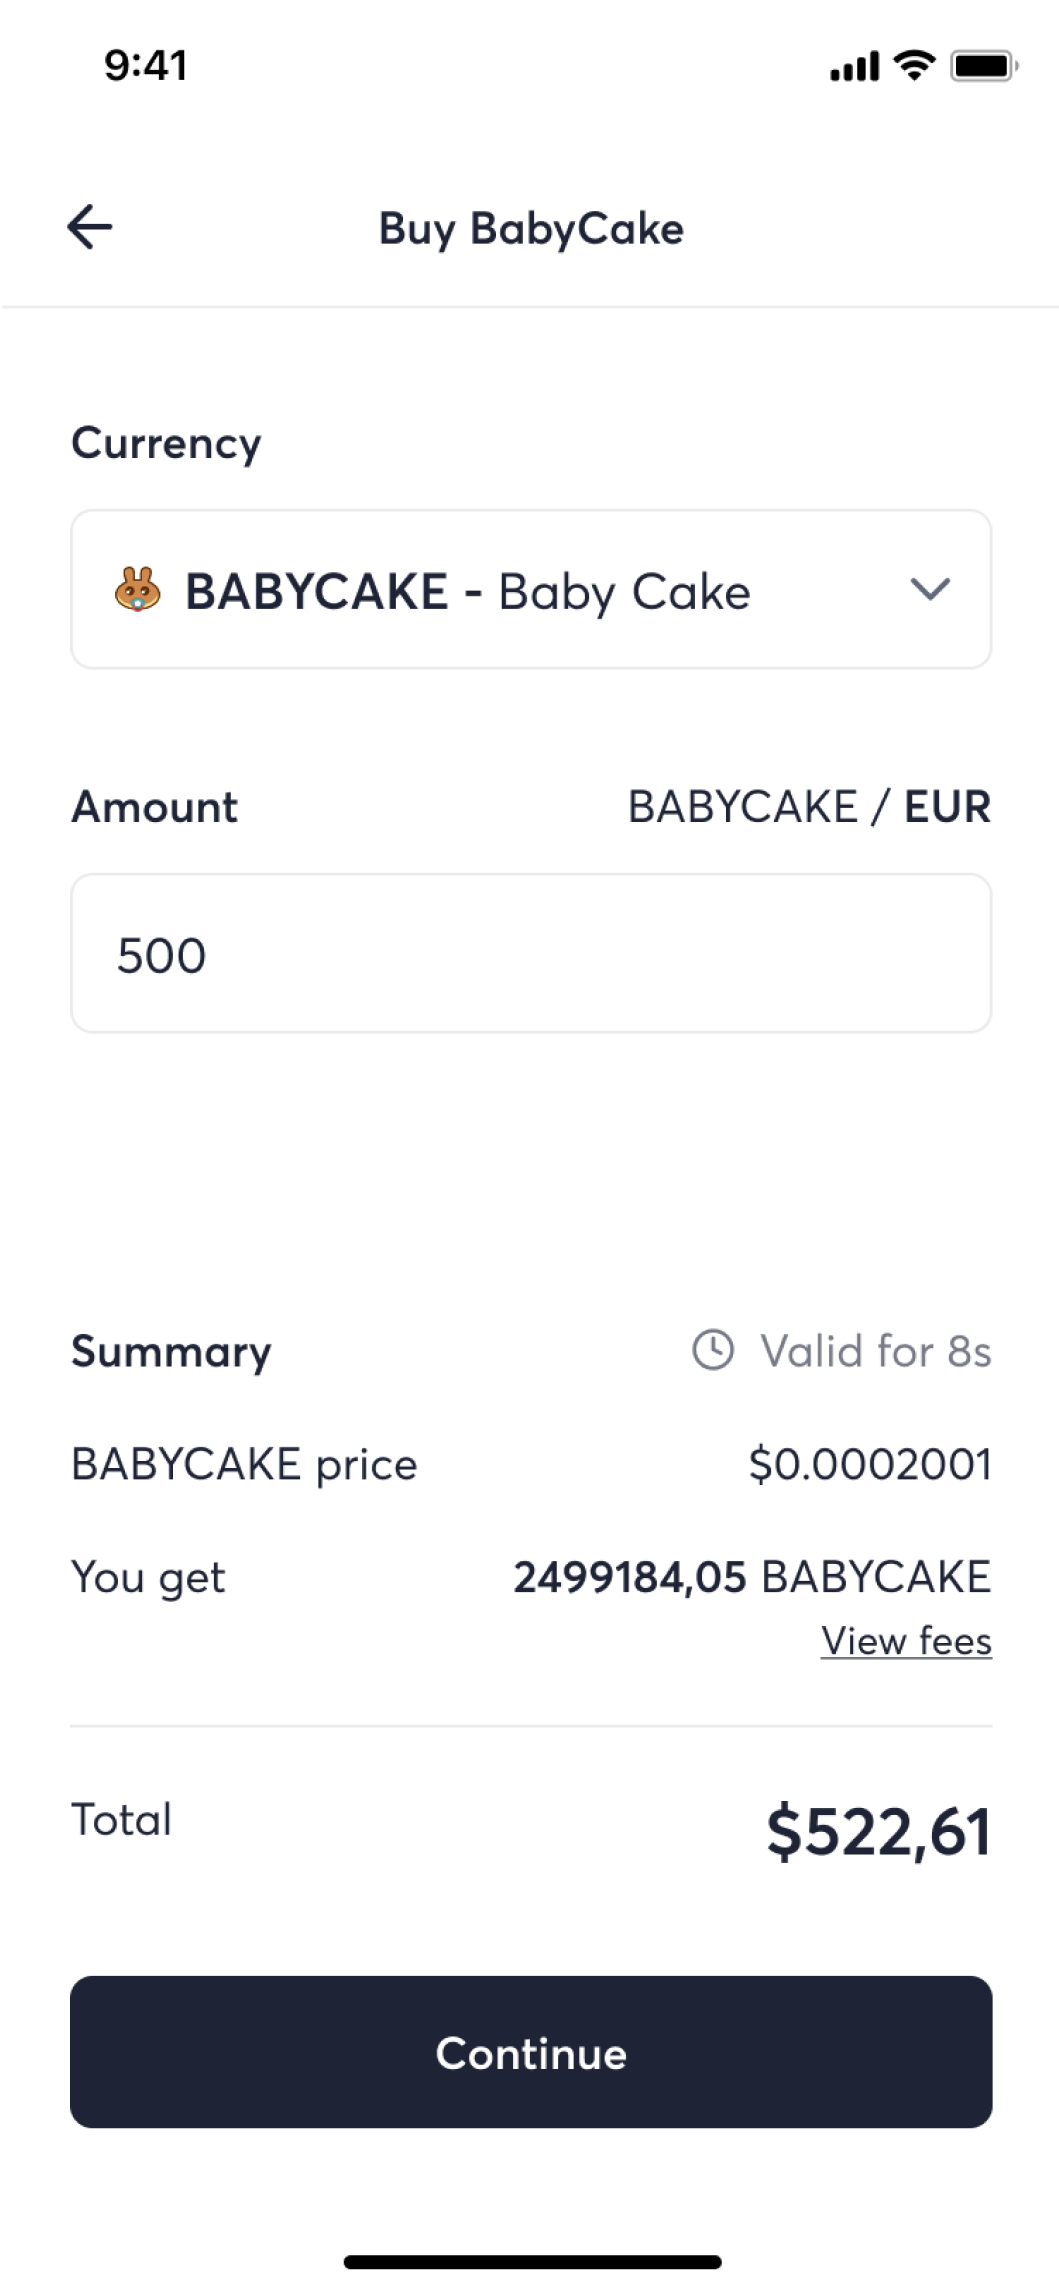 9:41
Buy BabyCake
Currency
BABYCAKE - Baby Cake
Amount BABYCAKE / EUR
500
Summary Valid for 8s
BABYCAKE price $0.0002001
You get 2499184,05 BABYCAKE
View fees
Total $522,61
Continue